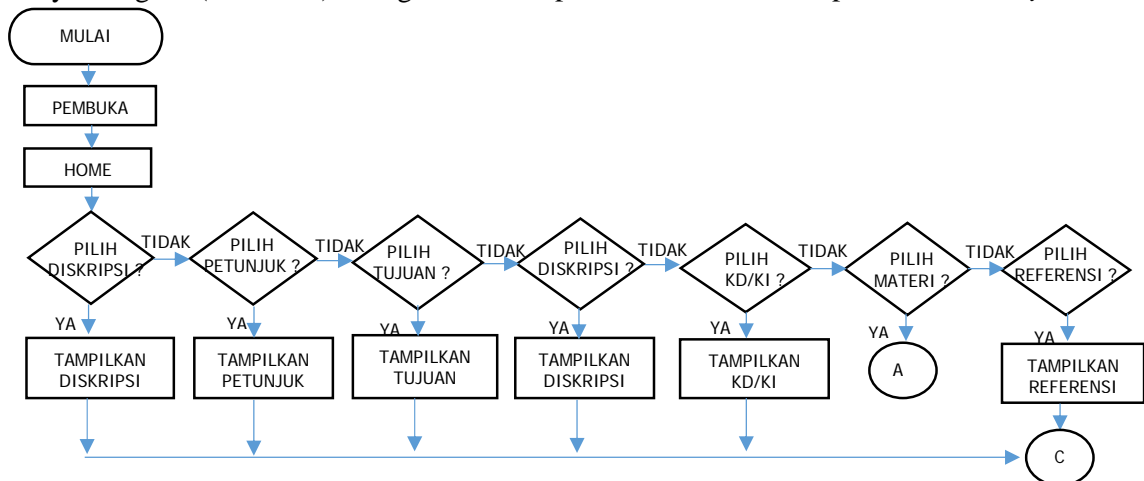 MULAI
PEMBUKA
HOME
PILIH
DISKRIPSI ?
TIDAK
PILIH
PETUNJUK ?
TIDAK
PILIH
TUJUAN ?
TIDAK
PILIH
DISKRIPSI ?
TIDAK
PILIH
KD/KI ?
TIDAK
PILIH
MATERI ?
TIDAK
PILIH
REFERENSI ?
YA
YA
YA
YA
YA
YA
YA
TAMPILKAN
DISKRIPSI
TAMPILKAN
PETUNJUK
TAMPILKAN
TUJUAN
TAMPILKAN
DISKRIPSI
TAMPILKAN
KD/KI
A
TAMPILKAN
REFERENSI
C